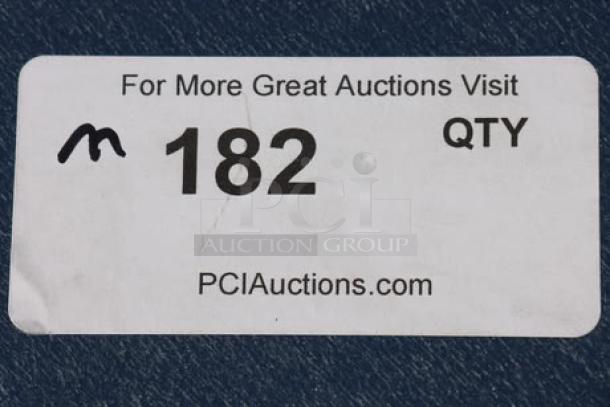 For More Great Auctions Visit
m 182 QTY
PCI
AUCTION GROUP
PCIAuctions.com